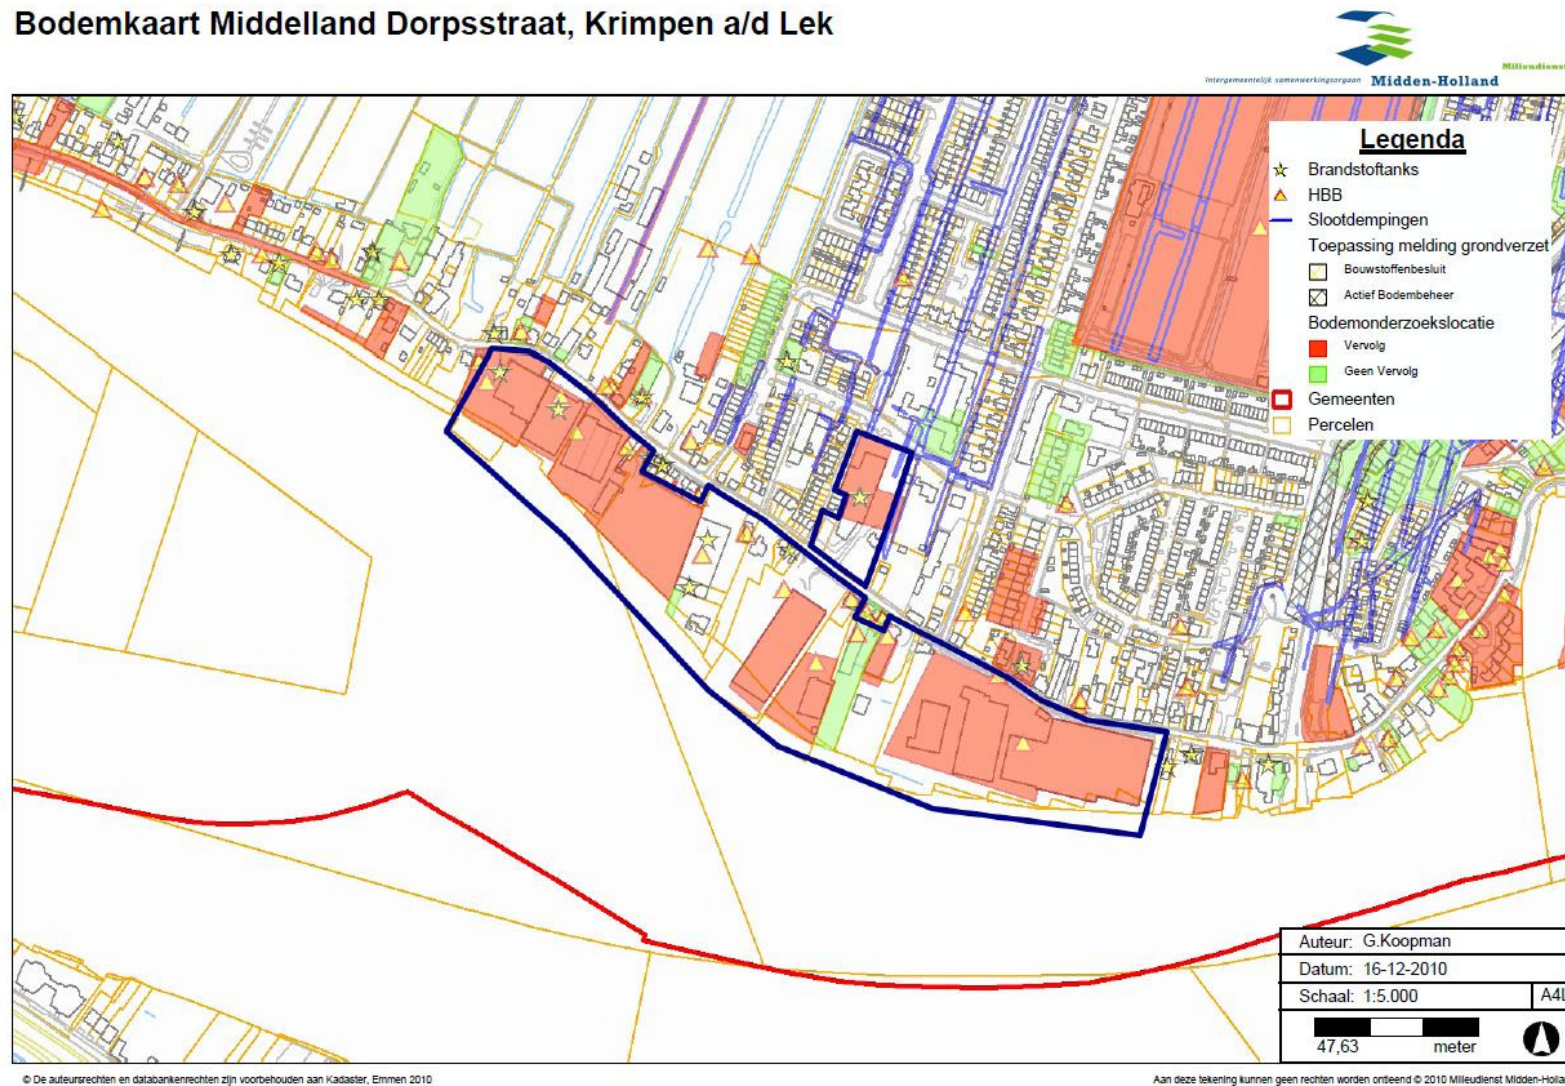 Bodemkaart Middelland Dorpsstraat, Krimpen a/d Lek
Intergemeentelijk samenwerkingsorgaan Midden-Holland
Milieudienst
Legenda
Brandstoftanks
HBB
Slootdempingen
Toepassing melding grondverzet
Bouwstoffenbesluit
Actief Bodembeheer
Bodemonderzoekslocatie
Vervolg
Geen Vervolg
Gemeenten
Percelen
Auteur: G.Koopman
Datum: 16-12-2010
Schaal: 1:5.000 A4L
47,63 meter
© De auteursrechten en databankenrechten zijn voorbehouden aan Kadaster, Emmen 2010
Aan deze tekening kunnen geen rechten worden ontleend © 2010 Milieudienst Midden-Holla